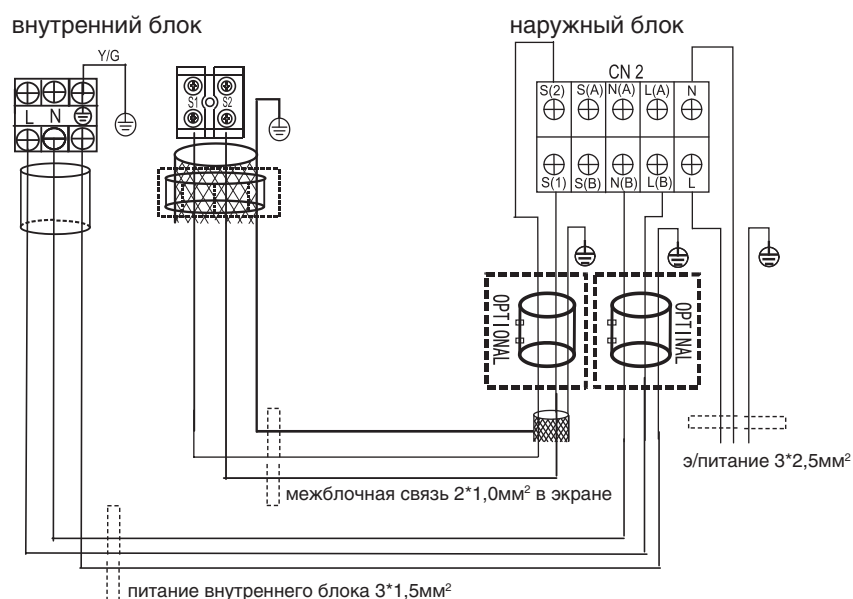 внутренний блок
наружный блок
Y/G
CN 2
S(2) S(A) N(A) L(A) N
L N
S1 S2
S(1) S(B) N(B) L(B) L
OPTIONAL
OPTINAL
э/питание 3*2,5мм²
межблочная связь 2*1,0мм² в экране
питание внутреннего блока 3*1,5мм²